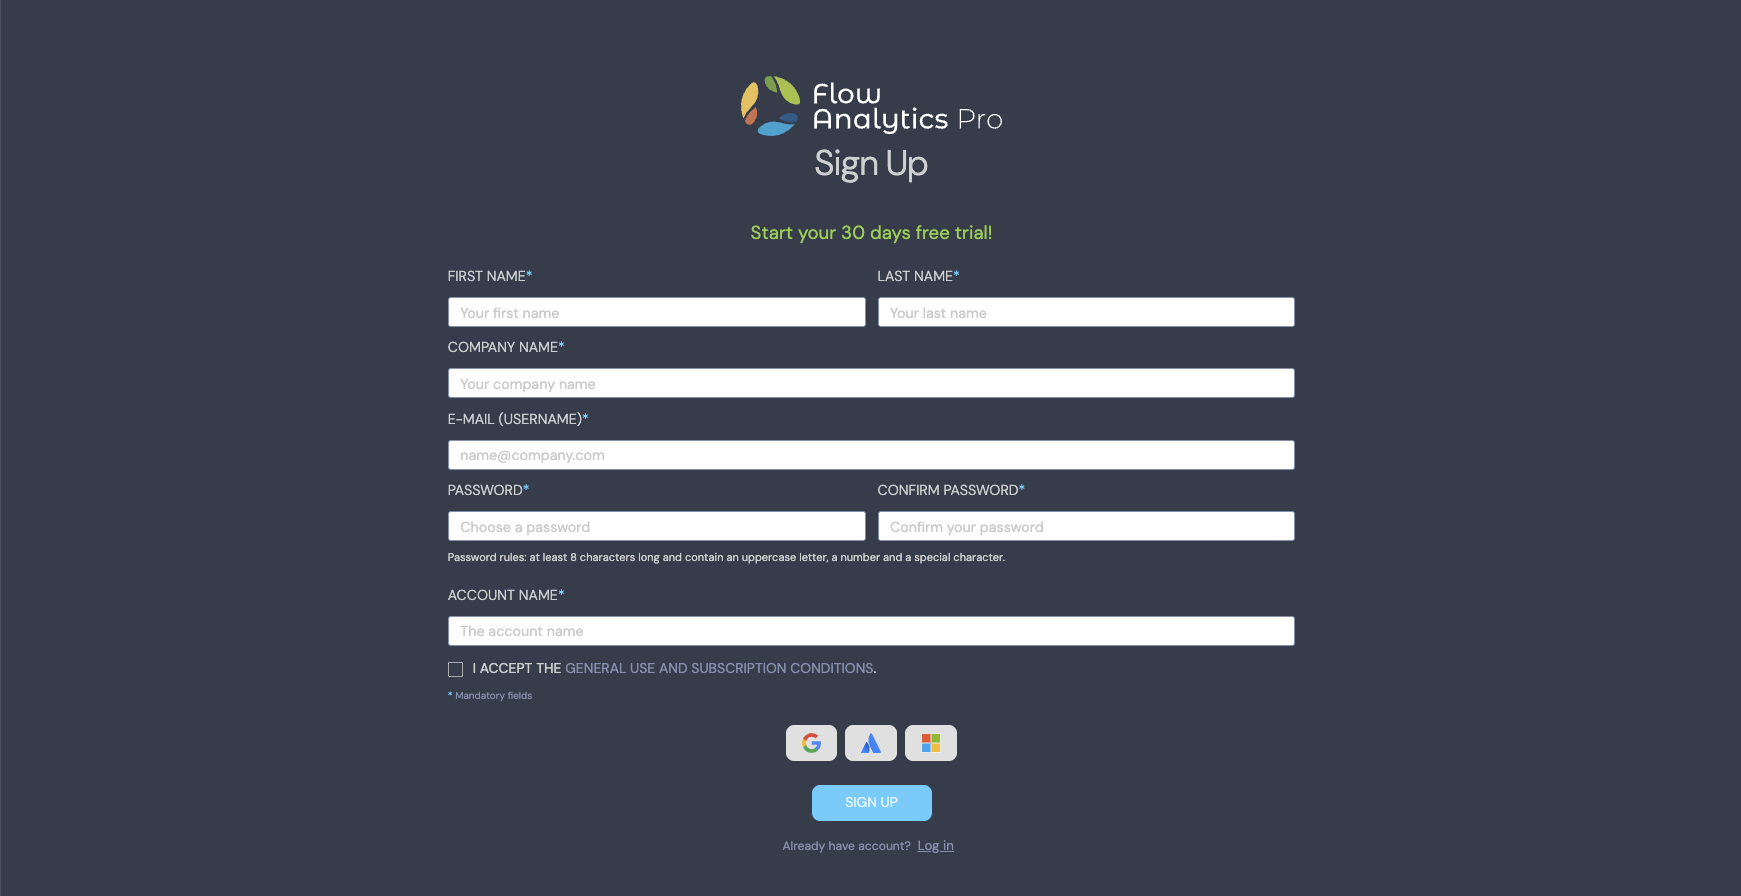 Flow
Analytics Pro
Sign Up
Start your 30 days free trial!
FIRST NAME*
LAST NAME*
Your first name
Your last name
COMPANY NAME*
Your company name
E-MAIL (USERNAME)*
name@company.com
PASSWORD*
CONFIRM PASSWORD*
Choose a password
Confirm your password
Password rules: at least 8 characters long and contain an uppercase letter, a number and a special character.
ACCOUNT NAME*
The account name
I ACCEPT THE GENERAL USE AND SUBSCRIPTION CONDITIONS.
* Mandatory fields
SIGN UP
Already have account? Log in